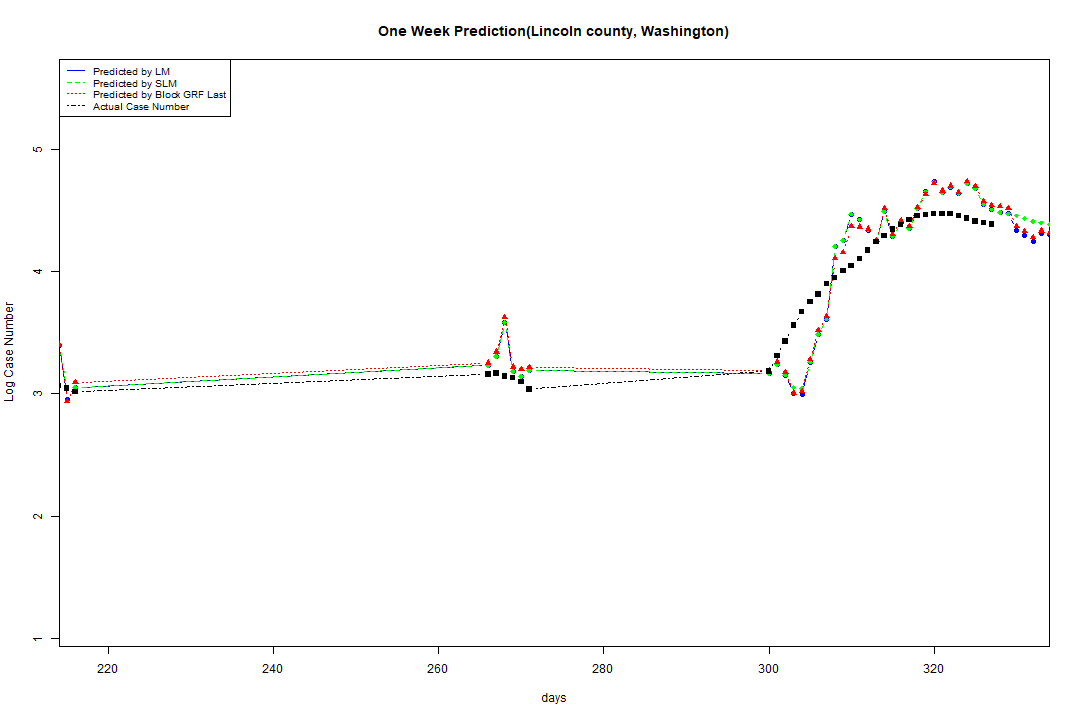 One Week Prediction(Lincoln county, Washington)
Predicted by LM
Predicted by SLM
Predicted by Block GRF Last
Actual Case Number
5
4
3
2
1
Log Case Number
220 240 260 280 300 320
days